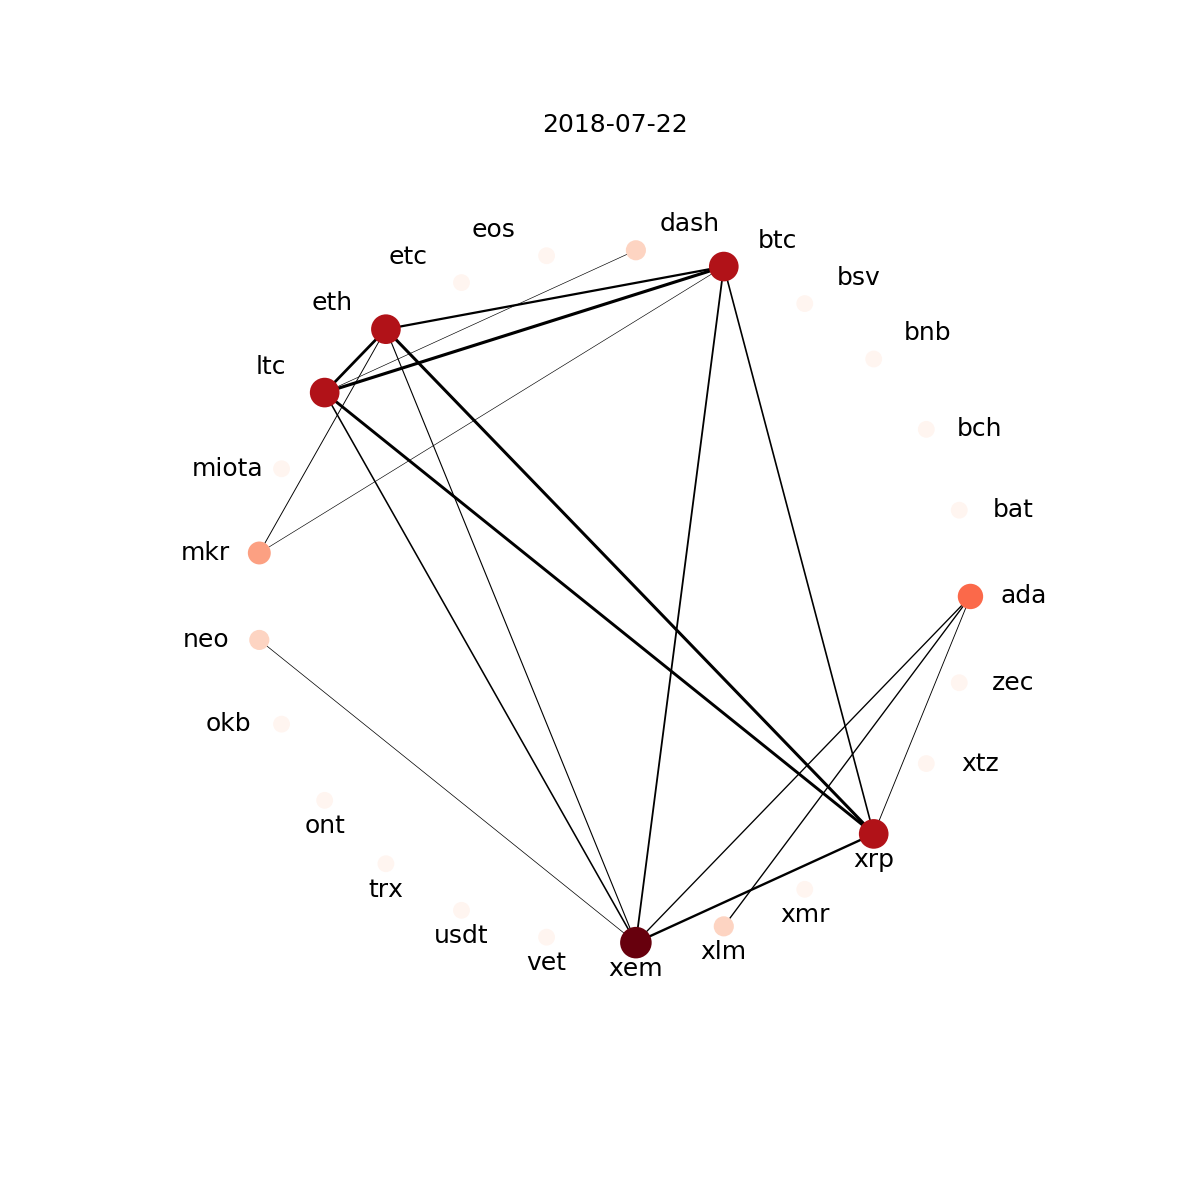 2018-07-22
dash
eos
btc
etc
bsv
eth
bnb
ltc
bch
miota
bat
mkr
ada
neo
zec
okb
xtz
ont
xrp
trx
xmr
usdt
xlm
vet
xem